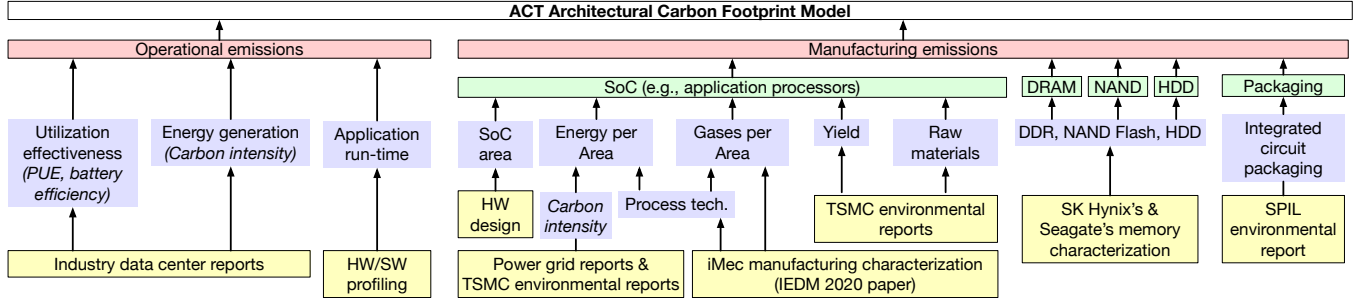 ACT Architectural Carbon Footprint Model
Operational emissions
Manufacturing emissions
SoC (e.g., application processors)
DRAM
NAND
HDD
Packaging
Utilization
effectiveness
(PUE, battery
efficiency)
Energy generation
(Carbon intensity)
Application
run-time
SoC
area
Energy per
Area
Gases per
Area
Yield
Raw
materials
DDR, NAND Flash, HDD
Integrated
circuit
packaging
HW
design
Carbon
intensity
Process tech.
TSMC environmental
reports
SK Hynix's &
Seagate's memory
characterization
SPIL
environmental
report
Industry data center reports
HW/SW
profiling
Power grid reports &
TSMC environmental reports
iMec manufacturing characterization
(IEDM 2020 paper)